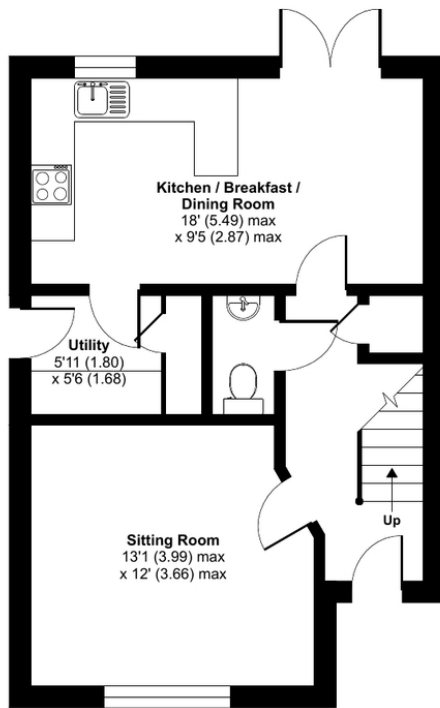 Kitchen / Breakfast /
Dining Room
18' (5.49) max
x 9'5 (2.87) max
Utility
5'11 (1.80)
x 5'6 (1.68)
Up
Sitting Room
13'1 (3.99) max
x 12' (3.66) max